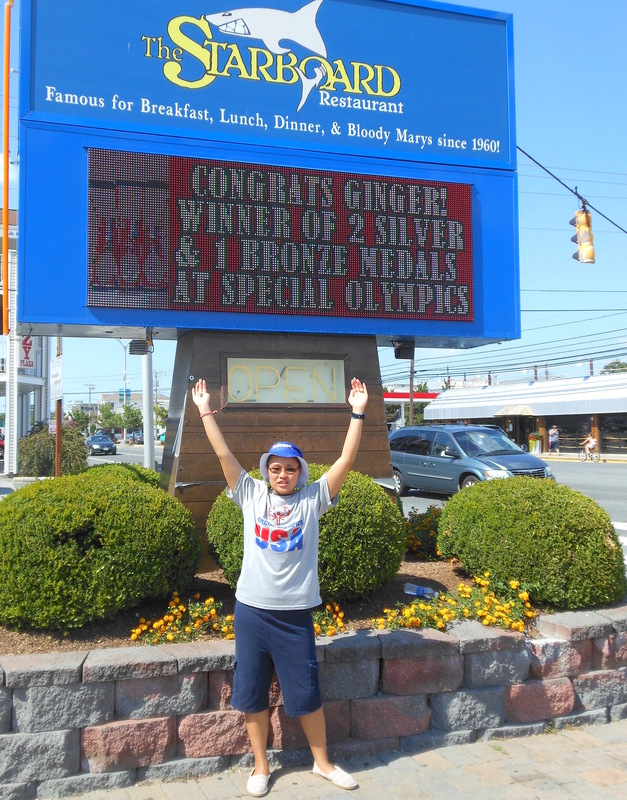 The STARBOARD
Restaurant
Famous for Breakfast, Lunch, Dinner, & Bloody Marys since 1960!
CONGRATS GINGER!
WINNER OF 2 SILVER
& 1 BRONZE MEDALS
AT SPECIAL OLYMPICS
OPEN
USA